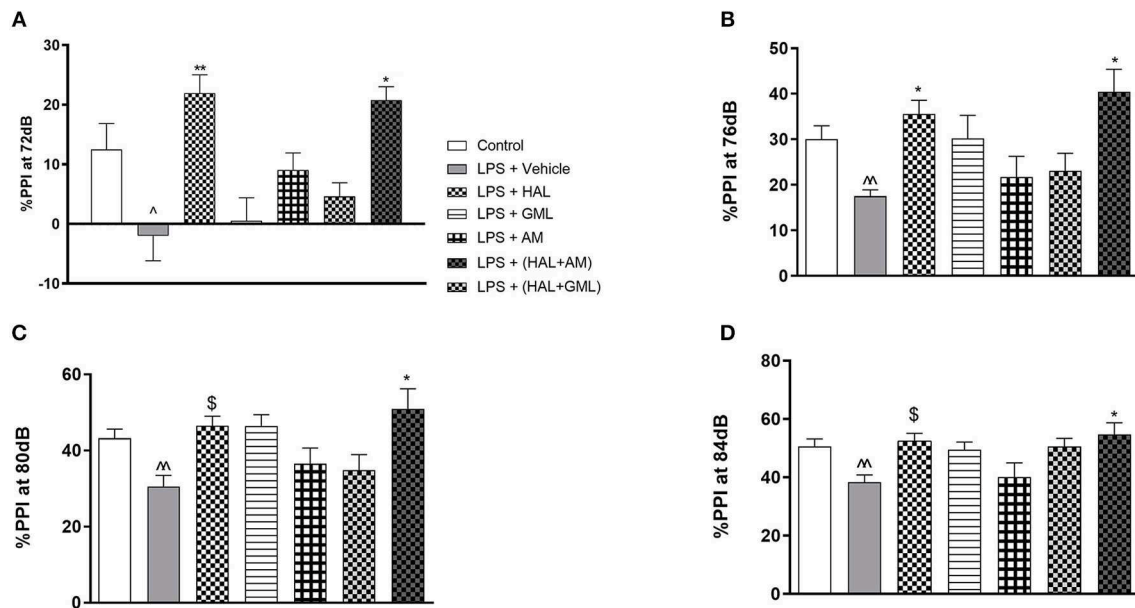 A
%PPI at 72dB
30
20
10
0
-10
^
**
*
Control
LPS + Vehicle
LPS + HAL
LPS + GML
LPS + AM
LPS + (HAL+AM)
LPS + (HAL+GML)
B
%PPI at 76dB
50
40
30
20
10
0
^^
*
*
C
%PPI at 80dB
60
40
20
0
^^
$
*
D
%PPI at 84dB
80
60
40
20
0
^^
$
*